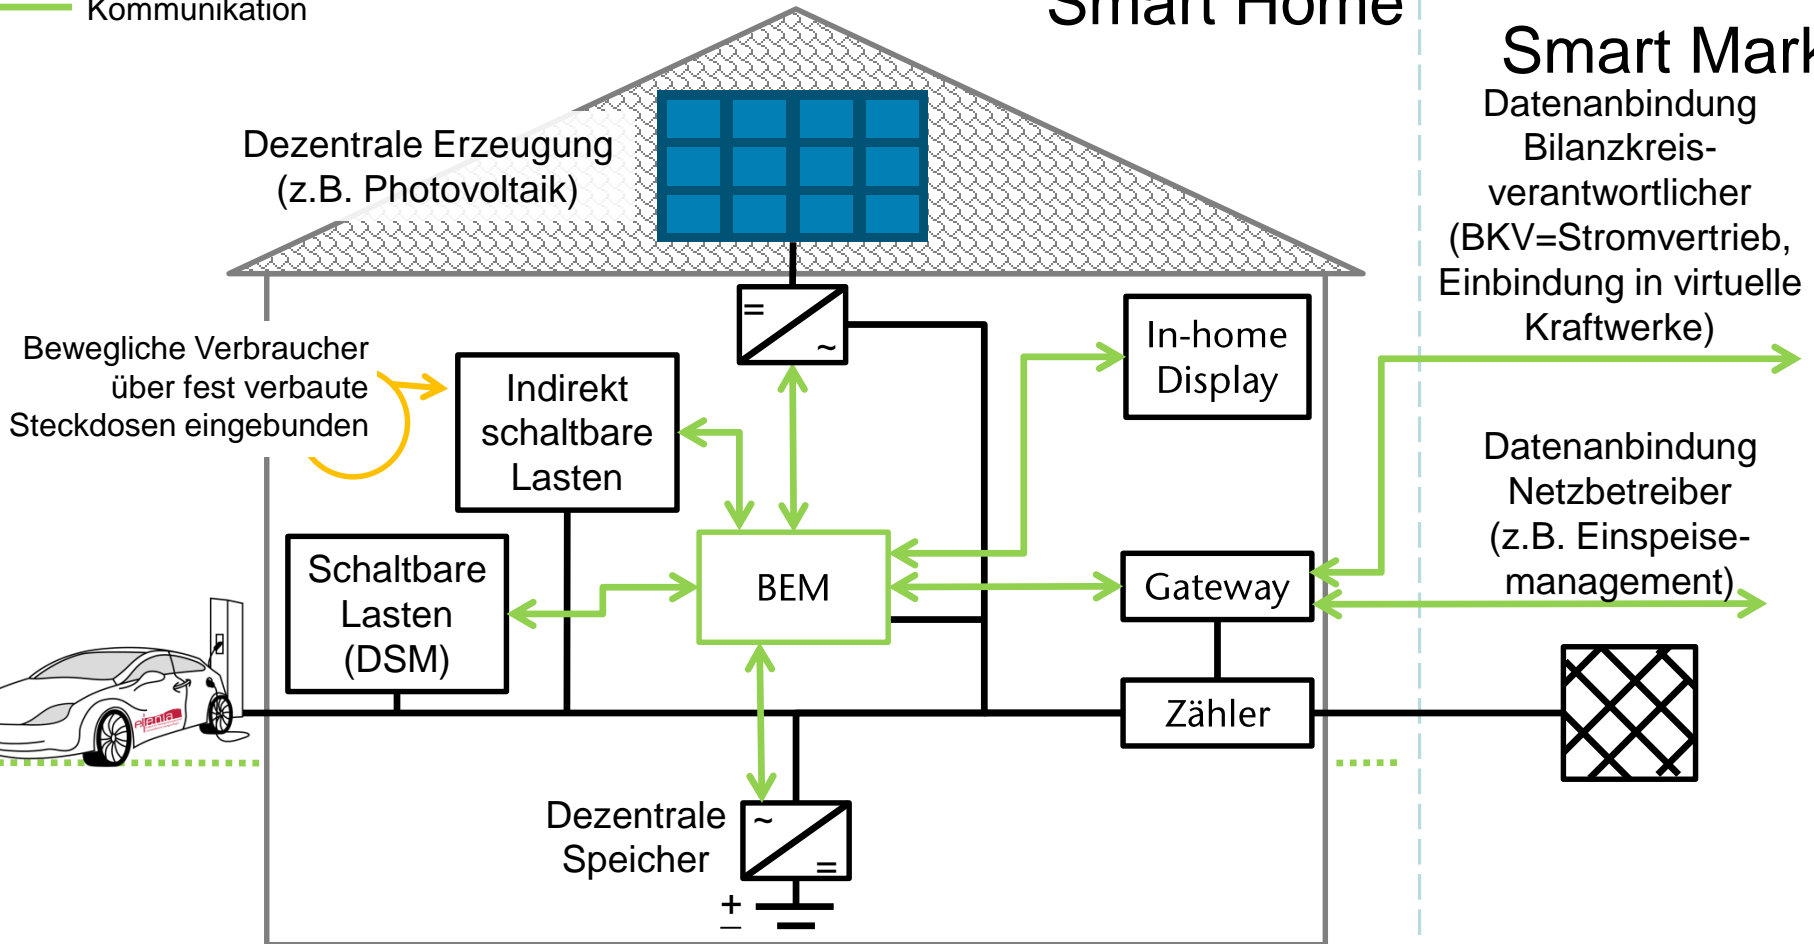 Kommunikation
Smart Home
Smart Mark
Datenanbindung
Bilanzkreis-
verantwortlicher
(BKV=Stromvertrieb,
Einbindung in virtuelle
Kraftwerke)
Dezentrale Erzeugung
(z.B. Photovoltaik)
=
~
In-home
Display
Bewegliche Verbraucher
über fest verbaute
Steckdosen eingebunden
Indirekt
schaltbare
Lasten
Datenanbindung
Netzbetreiber
(z.B. Einspeise-
management)
Schaltbare
Lasten
(DSM)
BEM
Gateway
Zähler
elenia
Dezentrale
Speicher
~
=
+
−